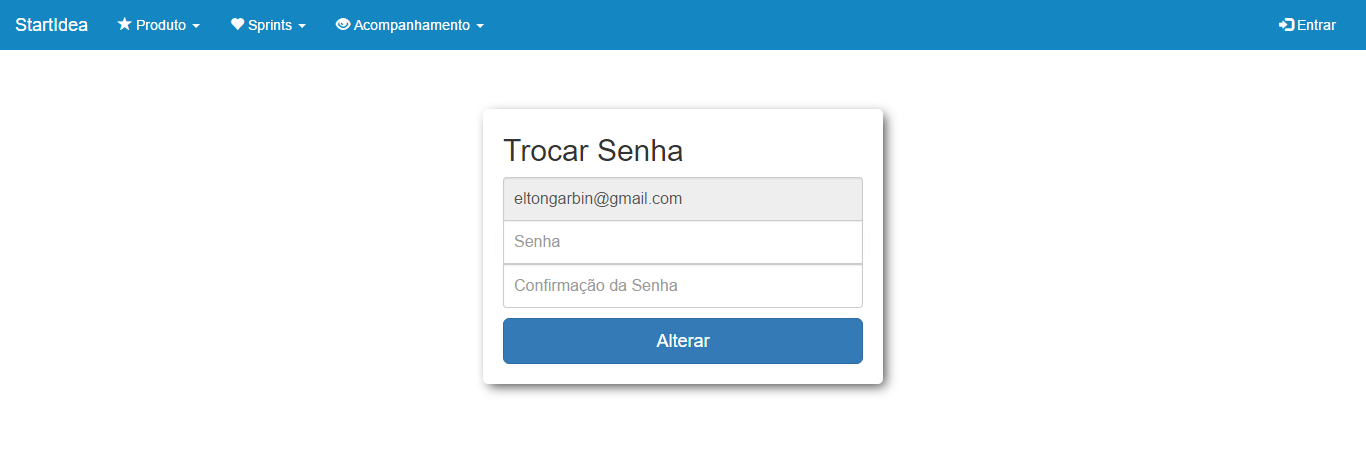 StartIdea Produto Sprints Acompanhamento Entrar
Trocar Senha
eltongarbin@gmail.com
Senha
Confirmação da Senha
Alterar